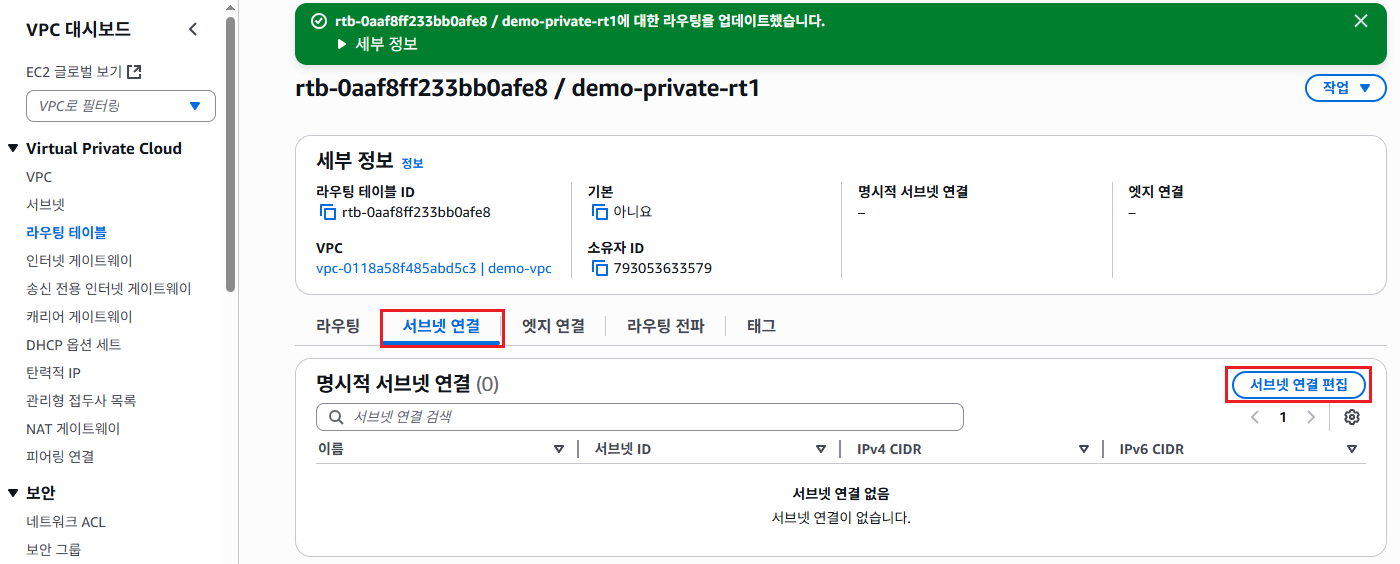 VPC 대시보드
EC2 글로벌 보기
VPC로 필터링
Virtual Private Cloud
VPC
서브넷
라우팅 테이블
인터넷 게이트웨이
송신 전용 인터넷 게이트웨이
캐리어 게이트웨이
DHCP 옵션 세트
탄력적 IP
관리형 접두사 목록
NAT 게이트웨이
피어링 연결
보안
네트워크 ACL
보안 그룹
rtb-0aaf8ff233bb0afe8 / demo-private-rt1에 대한 라우팅을 업데이트했습니다.
세부 정보
rtb-0aaf8ff233bb0afe8 / demo-private-rt1
작업
세부 정보 정보
라우팅 테이블 ID
rtb-0aaf8ff233bb0afe8
기본
아니요
명시적 서브넷 연결
–
엣지 연결
–
VPC
vpc-0118a58f485abd5c3 | demo-vpc
소유자 ID
793053633579
라우팅 서브넷 연결 엣지 연결 라우팅 전파 태그
명시적 서브넷 연결 (0)
서브넷 연결 편집
서브넷 연결 검색
1
이름 서브넷 ID IPv4 CIDR IPv6 CIDR
서브넷 연결 없음
서브넷 연결이 없습니다.